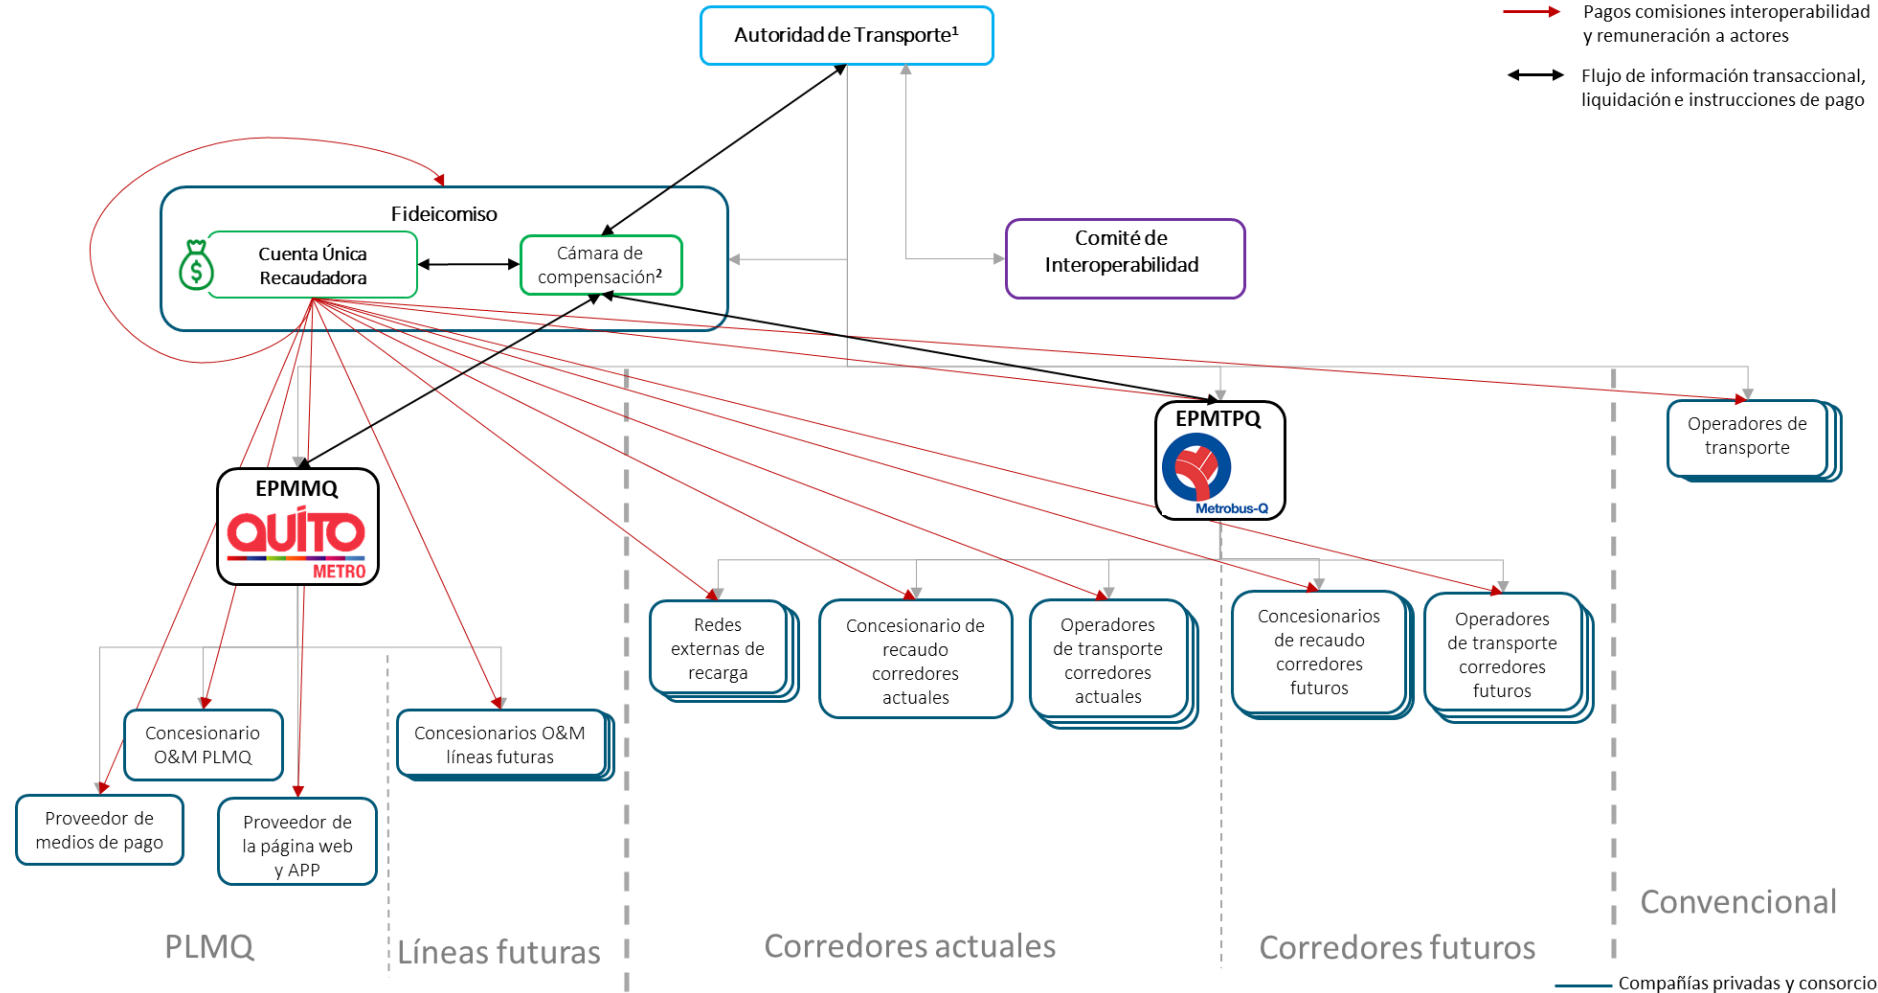 Autoridad de Transporte¹
Pagos comisiones interoperabilidad
y remuneración a actores
Flujo de información transaccional,
liquidación e instrucciones de pago
Fideicomiso
Cuenta Única
Recaudadora
Cámara de
compensación²
Comité de
Interoperabilidad
EPMMQ
QUITO
METRO
EPMTPQ
Metrobus-Q
Operadores de
transporte
Redes
externas de
recarga
Concesionario de
recaudo
corredores
actuales
Operadores
de transporte
corredores
actuales
Concesionarios
de recaudo
corredores
futuros
Operadores
de transporte
corredores
futuros
Concesionario
O&M PLMQ
Concesionarios O&M
líneas futuras
Proveedor de
medios de pago
Proveedor de
la página web
y APP
PLMQ
Líneas futuras
Corredores actuales
Corredores futuros
Convencional
Compañías privadas y consorcio